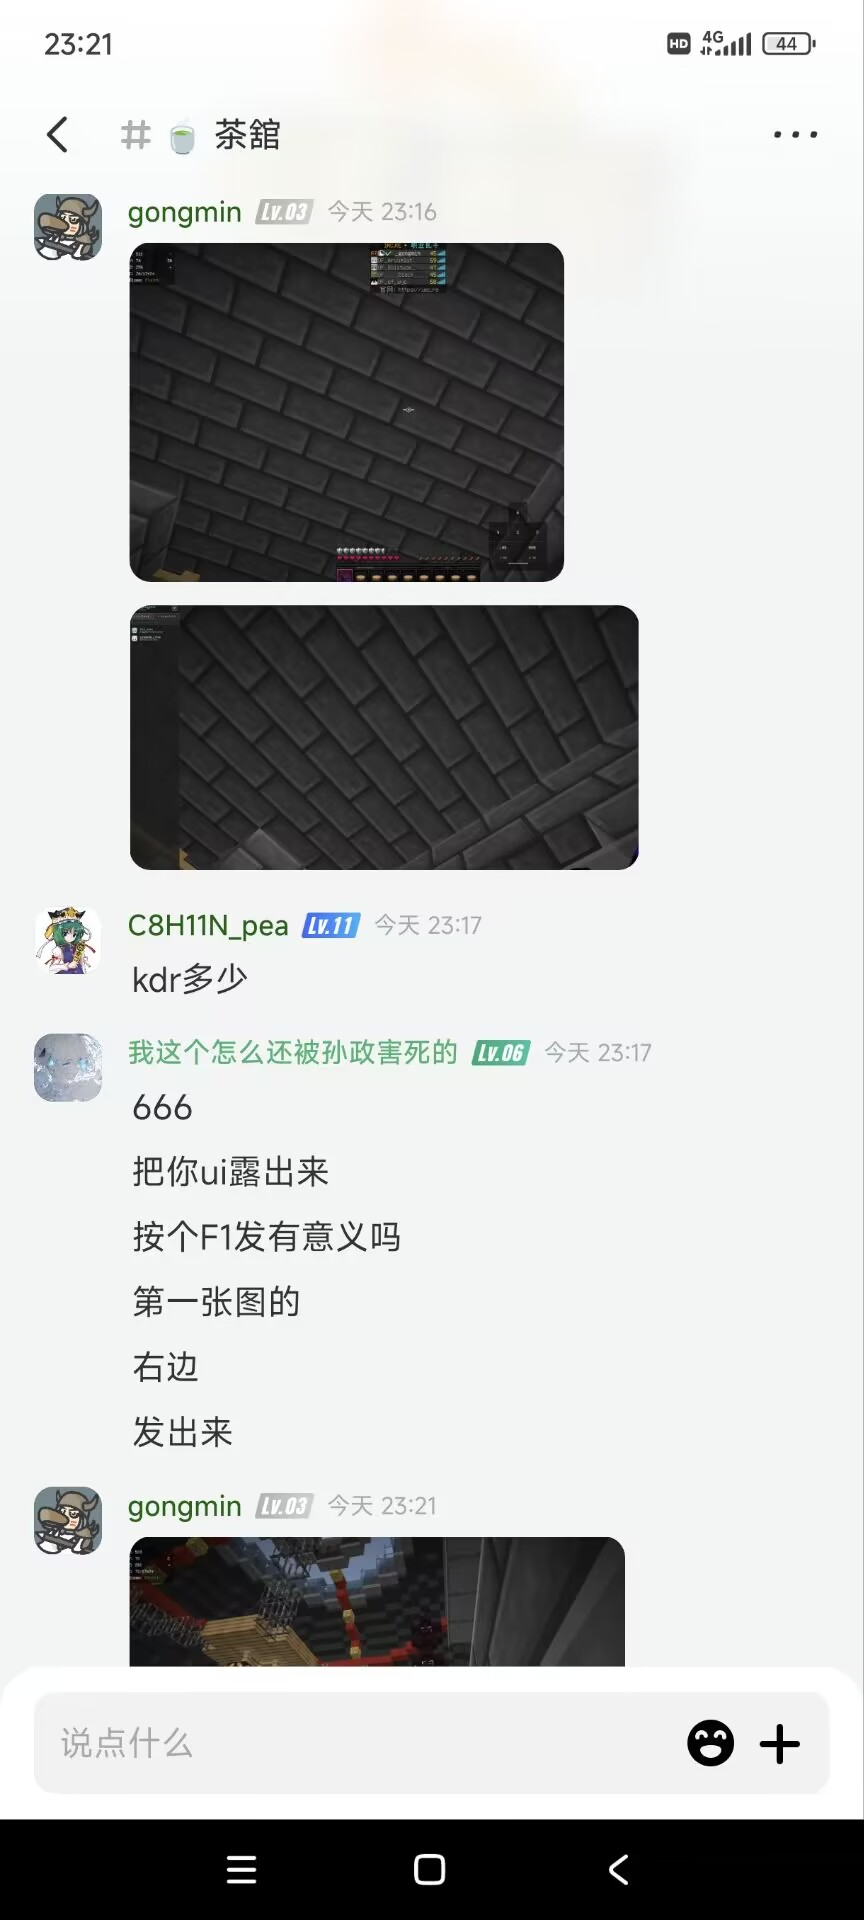 23:21
HD 4G 44
# 茶舘
gongmin Lv.03 今天 23:16
C8H11N_pea Lv.11 今天 23:17
kdr多少
我这个怎么还被孙政害死的 Lv.06 今天 23:17
666
把你ui露出来
按个F1发有意义吗
第一张图的
右边
发出来
gongmin Lv.03 今天 23:21
说点什么